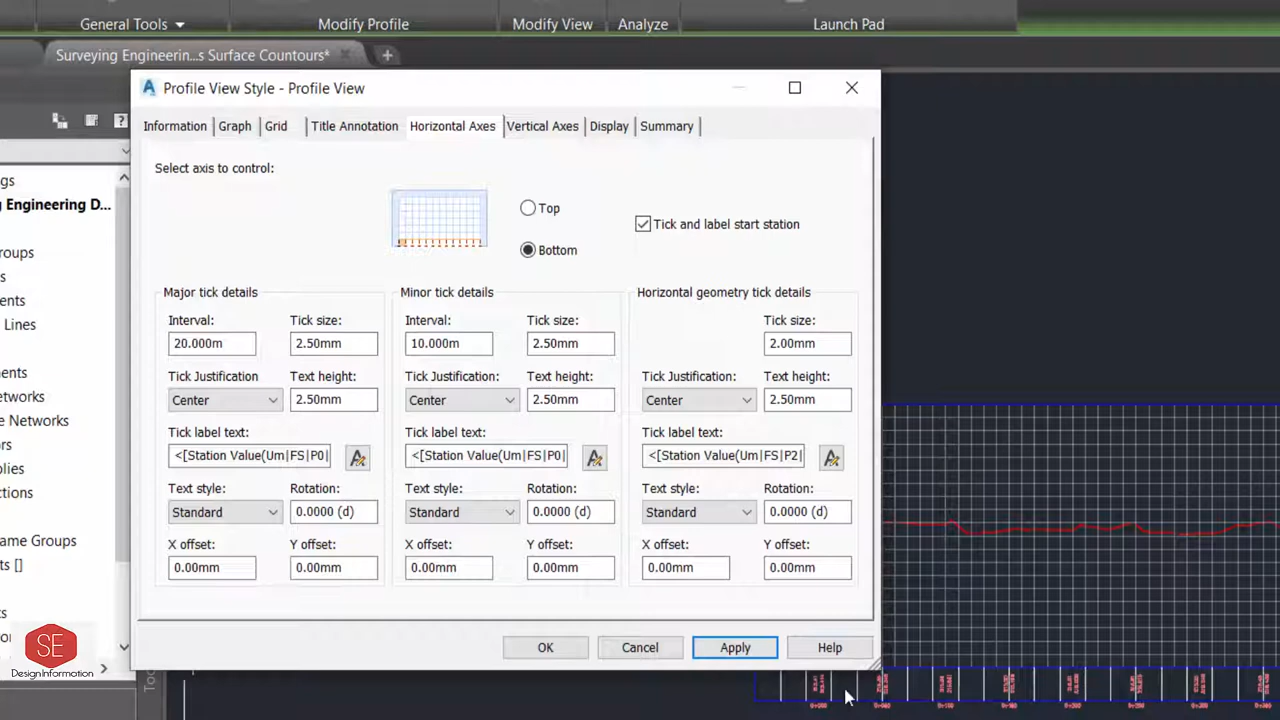 General Tools Modify Profile Modify View Analyze Launch Pad
Surveying Engineerin...s Surface Countours*
Profile View Style - Profile View
Information Graph Grid Title Annotation Horizontal Axes Vertical Axes Display Summary
Select axis to control:
Top
Tick and label start station
Bottom
Major tick details Minor tick details Horizontal geometry tick details
Interval: Tick size: Interval: Tick size: Tick size:
20.000m 2.50mm 10.000m 2.50mm 2.00mm
Tick Justification Text height: Tick Justification: Text height: Tick Justification: Text height:
Center 2.50mm Center 2.50mm Center 2.50mm
Tick label text: Tick label text: Tick label text:
<[Station Value(Um|FS|P0| <[Station Value(Um|FS|P0| <[Station Value(Um|FS|P2|
Text style: Rotation: Text style: Rotation: Text style: Rotation:
Standard 0.0000 (d) Standard 0.0000 (d) Standard 0.0000 (d)
X offset: Y offset: X offset: Y offset: X offset: Y offset:
0.00mm 0.00mm 0.00mm 0.00mm 0.00mm 0.00mm
OK Cancel Apply Help
ngs
g Engineering D...
roups
s
ents
Lines
ents
etworks
e Networks
ors
plies
ctions
ame Groups
ts []
ts
SE
Design Information